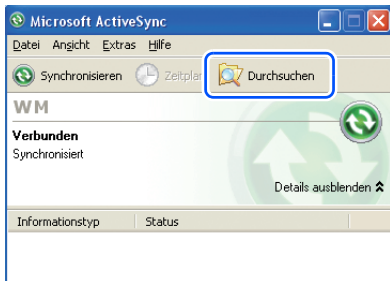 Microsoft ActiveSync
Datei Ansicht Extras Hilfe
Synchronisieren Zeitplan Durchsuchen
WM
Verbunden
Synchronisiert
Details ausblenden
Informationstyp Status